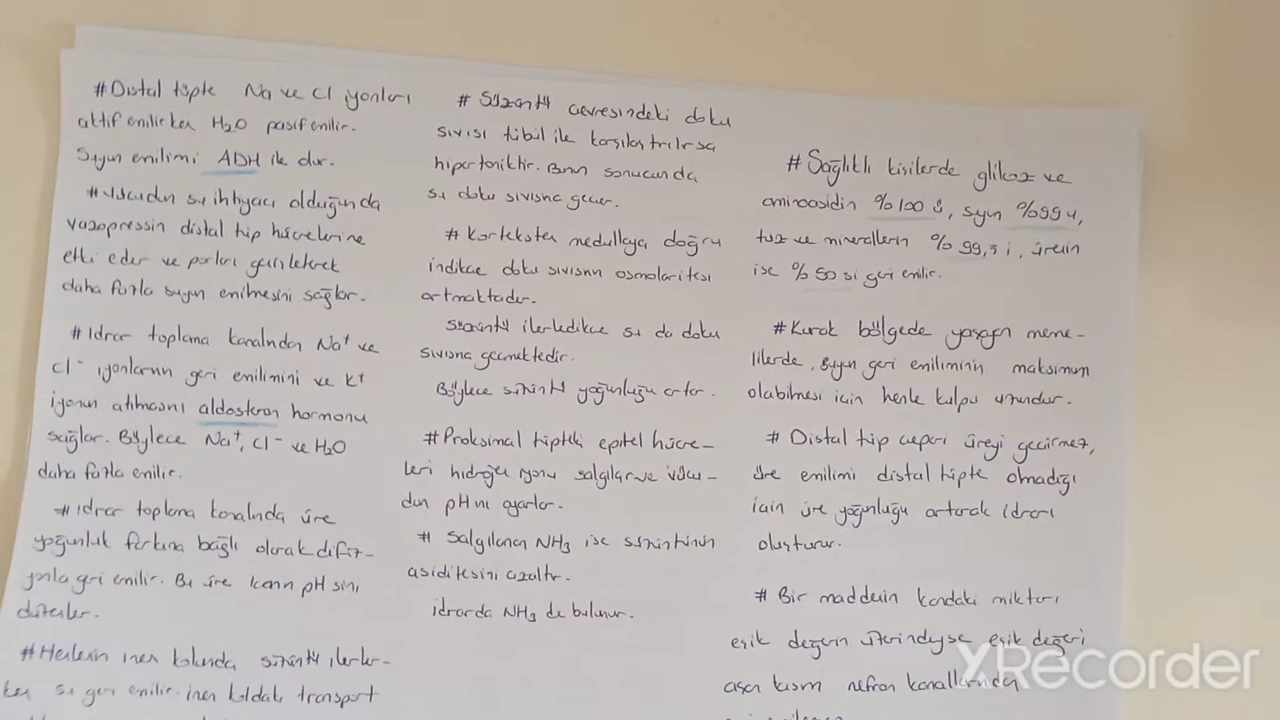 #Distal tüpte Na ve Cl iyonları
aktif emilirken H2O pasif emilir.
Suyun emilimi ADH ile dır.
#Vücudun su ihtiyacı olduğunda
vazopressin distal tüp hücrelerine
etki eder ve porları genişleterek
daha fazla suyun emilmesini sağlar.
#İdrar toplama kanalından Na+ ve
Cl- iyonlarının geri emilimini ve K+
iyonun atılmasını aldosteron hormonu
sağlar. Böylece Na+, Cl- ve H2O
daha fazla emilir.
#İdrar toplama kanalında üre
yoğunluk farkına bağlı olarak difüz-
yonla geri emilir. Bu üre kanın pH sını
düzenler.
#Henlenin inen kolunda süzüntü ilerler-
ken su geri emilir. inen koldaki transport
# Süzüntü çevresindeki doku
sıvısı tübül ile karşılaştırılırsa
hipertoniktir. Bunun sonucunda
su doku sıvısına geçer.
# Korteksten medullaya doğru
indikçe doku sıvısının osmolaritesi
artmaktadır.
süzüntü ilerledikçe su da doku
sıvısına geçmektedir.
Böylece süzüntü yoğunluğu artar.
#Proksimal tüpteki epitel hücre-
leri hidrojen iyonu salgılar ve vücu-
dun pH ını ayarlar.
# Salgılanan NH3 ise süzüntünün
asiditesini azaltır.
idrarda NH3 de bulunur.
# Sağlıklı kişilerde glikoz ve
aminoasidin %100 ü, suyun %99 u,
tuz ve minerallerin %99,5 i, ürenin
ise %50 si geri emilir.
#Kurak bölgede yaşayan meme-
lilerde, suyun geri emiliminin maksimum
olabilmesi için henle kulpu uzundur.
# Distal tüp çeperi üreyi geçirmez,
üre emilimi distal tüpte olmadığı
için üre yoğunluğu artarak idrarı
oluşturur.
# Bir maddenin kandaki miktarı
eşik değerin üzerindeyse eşik değeri
aşan kısım nefron kanallarından
XRecorder